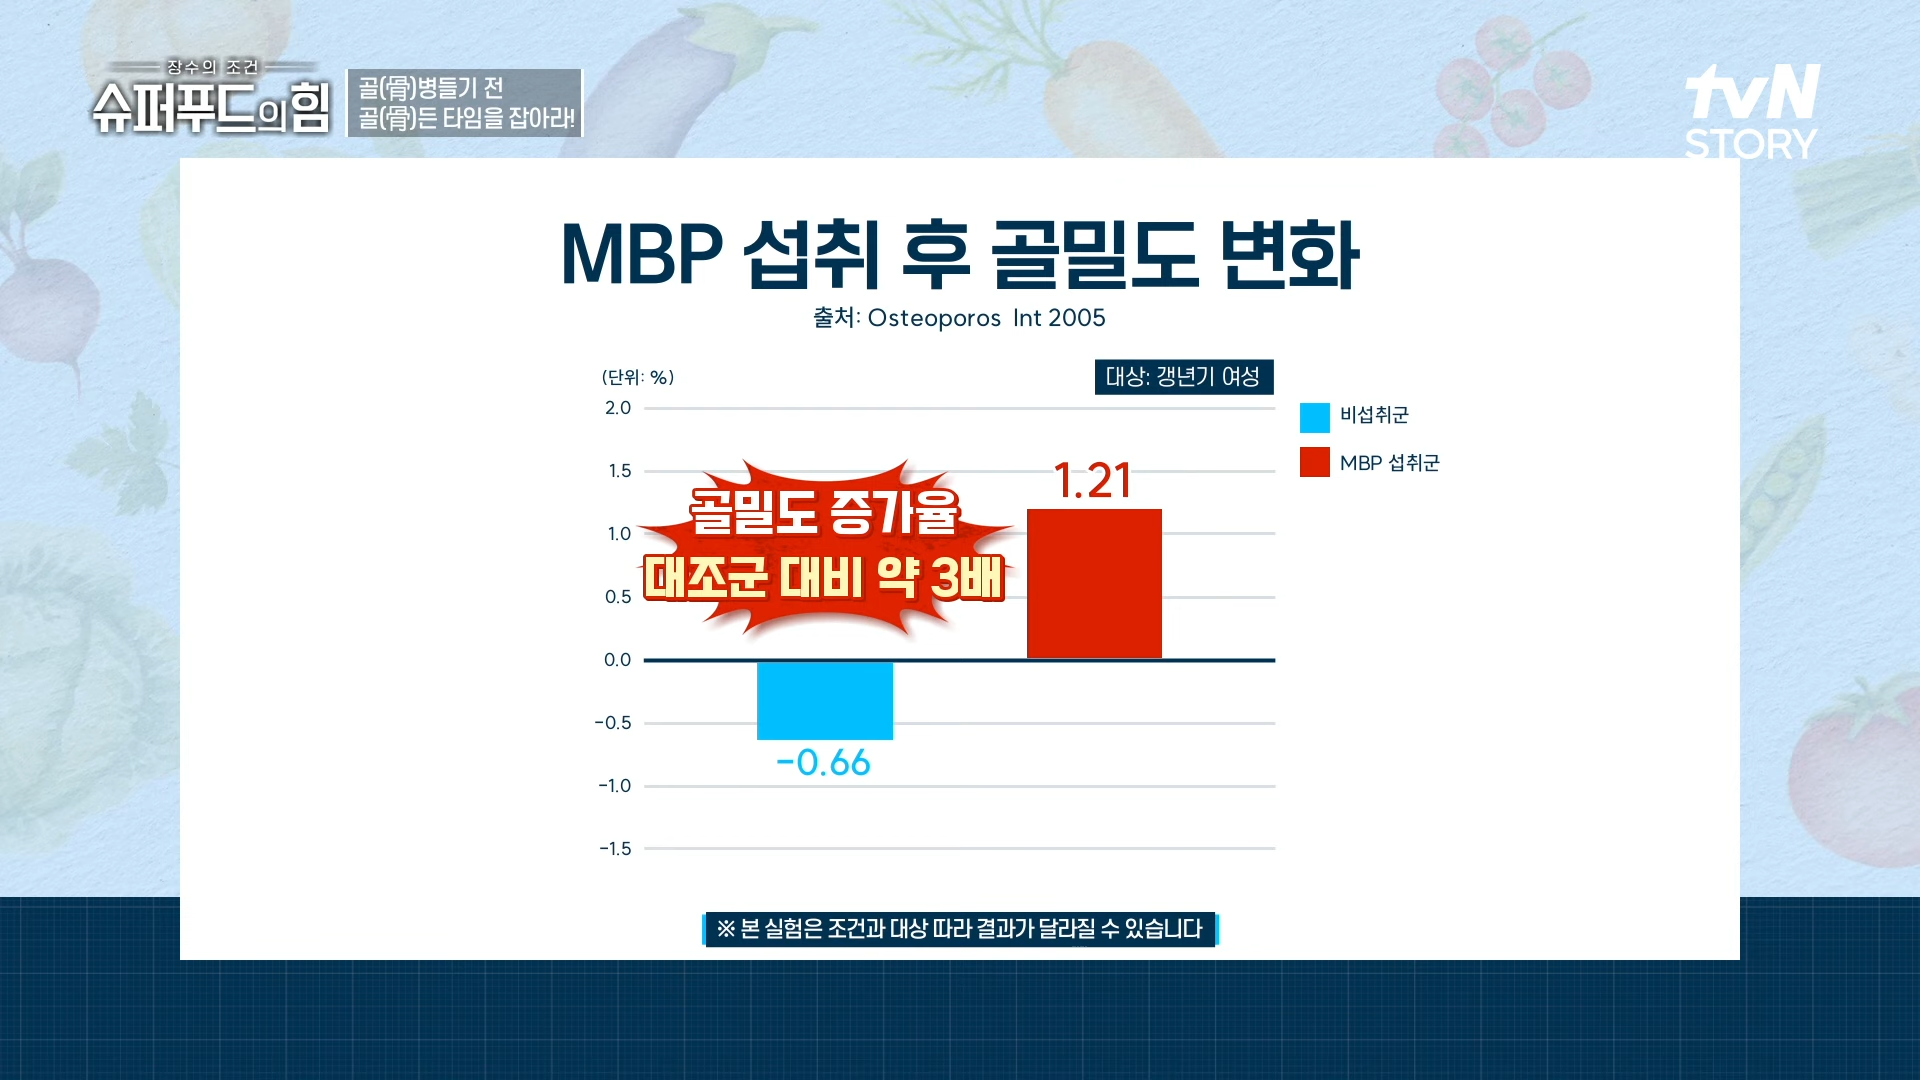 장수의 조건
슈퍼푸드의 힘
골(骨)병들기 전
골(骨)든 타임을 잡아라!
tvN
STORY
MBP 섭취 후 골밀도 변화
출처: Osteoporos Int 2005
(단위: %)
대상: 갱년기 여성
2.0
1.5
1.0
0.5
0.0
-0.5
-1.0
-1.5
비섭취군
MBP 섭취군
1.21
골밀도 증가율
대조군 대비 약 3배
-0.66
※ 본 실험은 조건과 대상 따라 결과가 달라질 수 있습니다